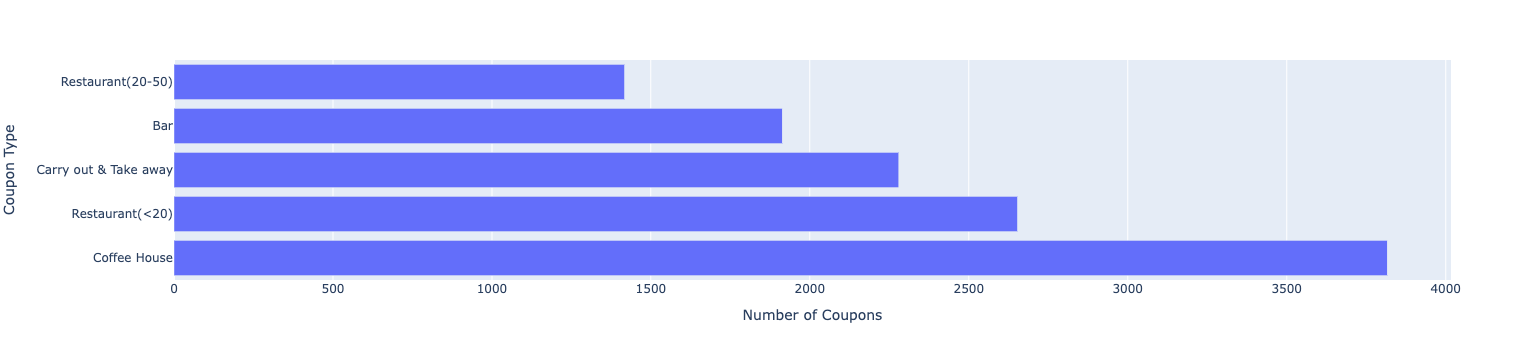 Coupon Type
Restaurant(20-50)
Bar
Carry out & Take away
Restaurant(<20)
Coffee House
0 500 1000 1500 2000 2500 3000 3500 4000
Number of Coupons